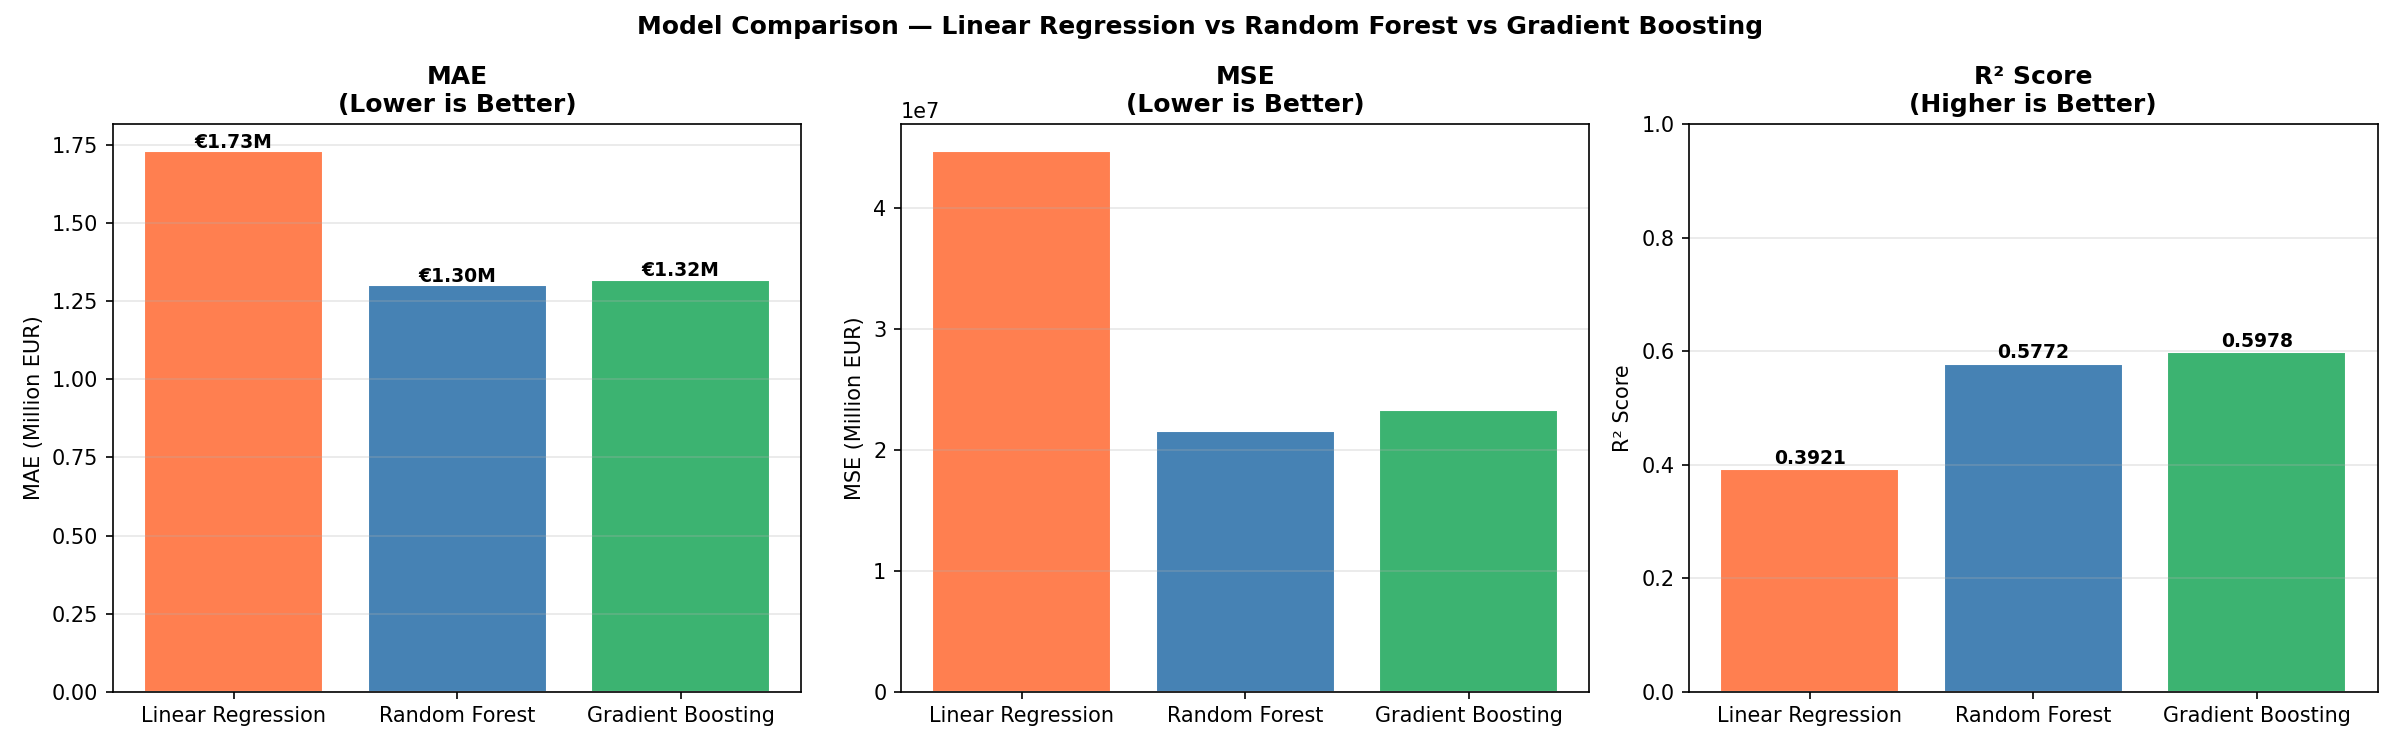 Model Comparison — Linear Regression vs Random Forest vs Gradient Boosting
MAE
(Lower is Better)
MAE (Million EUR)
1.75
1.50
1.25
1.00
0.75
0.50
0.25
0.00
€1.73M
€1.30M
€1.32M
Linear Regression
Random Forest
Gradient Boosting
MSE
(Lower is Better)
1e7
MSE (Million EUR)
4
3
2
1
0
Linear Regression
Random Forest
Gradient Boosting
R² Score
(Higher is Better)
R² Score
1.0
0.8
0.6
0.4
0.2
0.0
0.3921
0.5772
0.5978
Linear Regression
Random Forest
Gradient Boosting